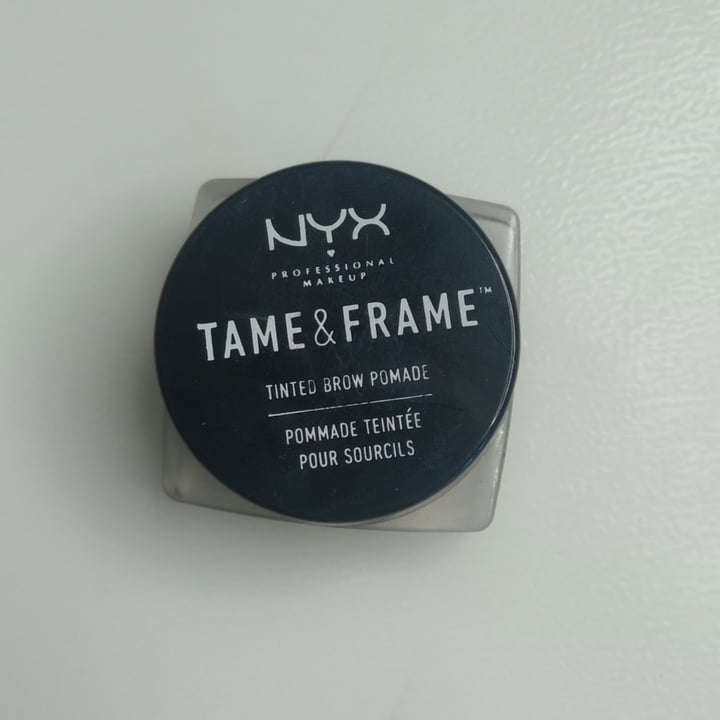 NYX
PROFESSIONAL
MAKEUP
TAME & FRAME™
TINTED BROW POMADE
POMMADE TEINTÉE
POUR SOURCILS